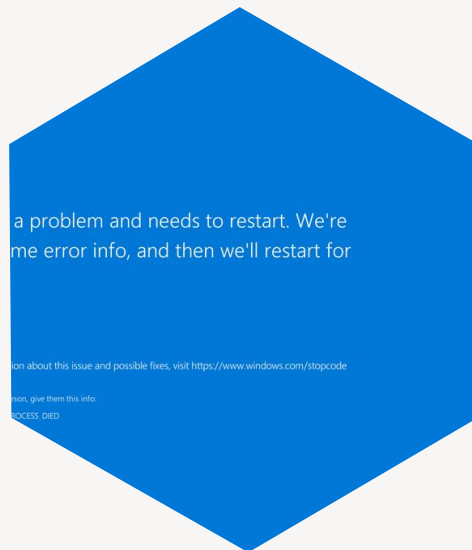 a problem and needs to restart. We're
me error info, and then we'll restart for
ion about this issue and possible fixes, visit https://www.windows.com/stopcode
rson, give them this info:
ROCESS DIED